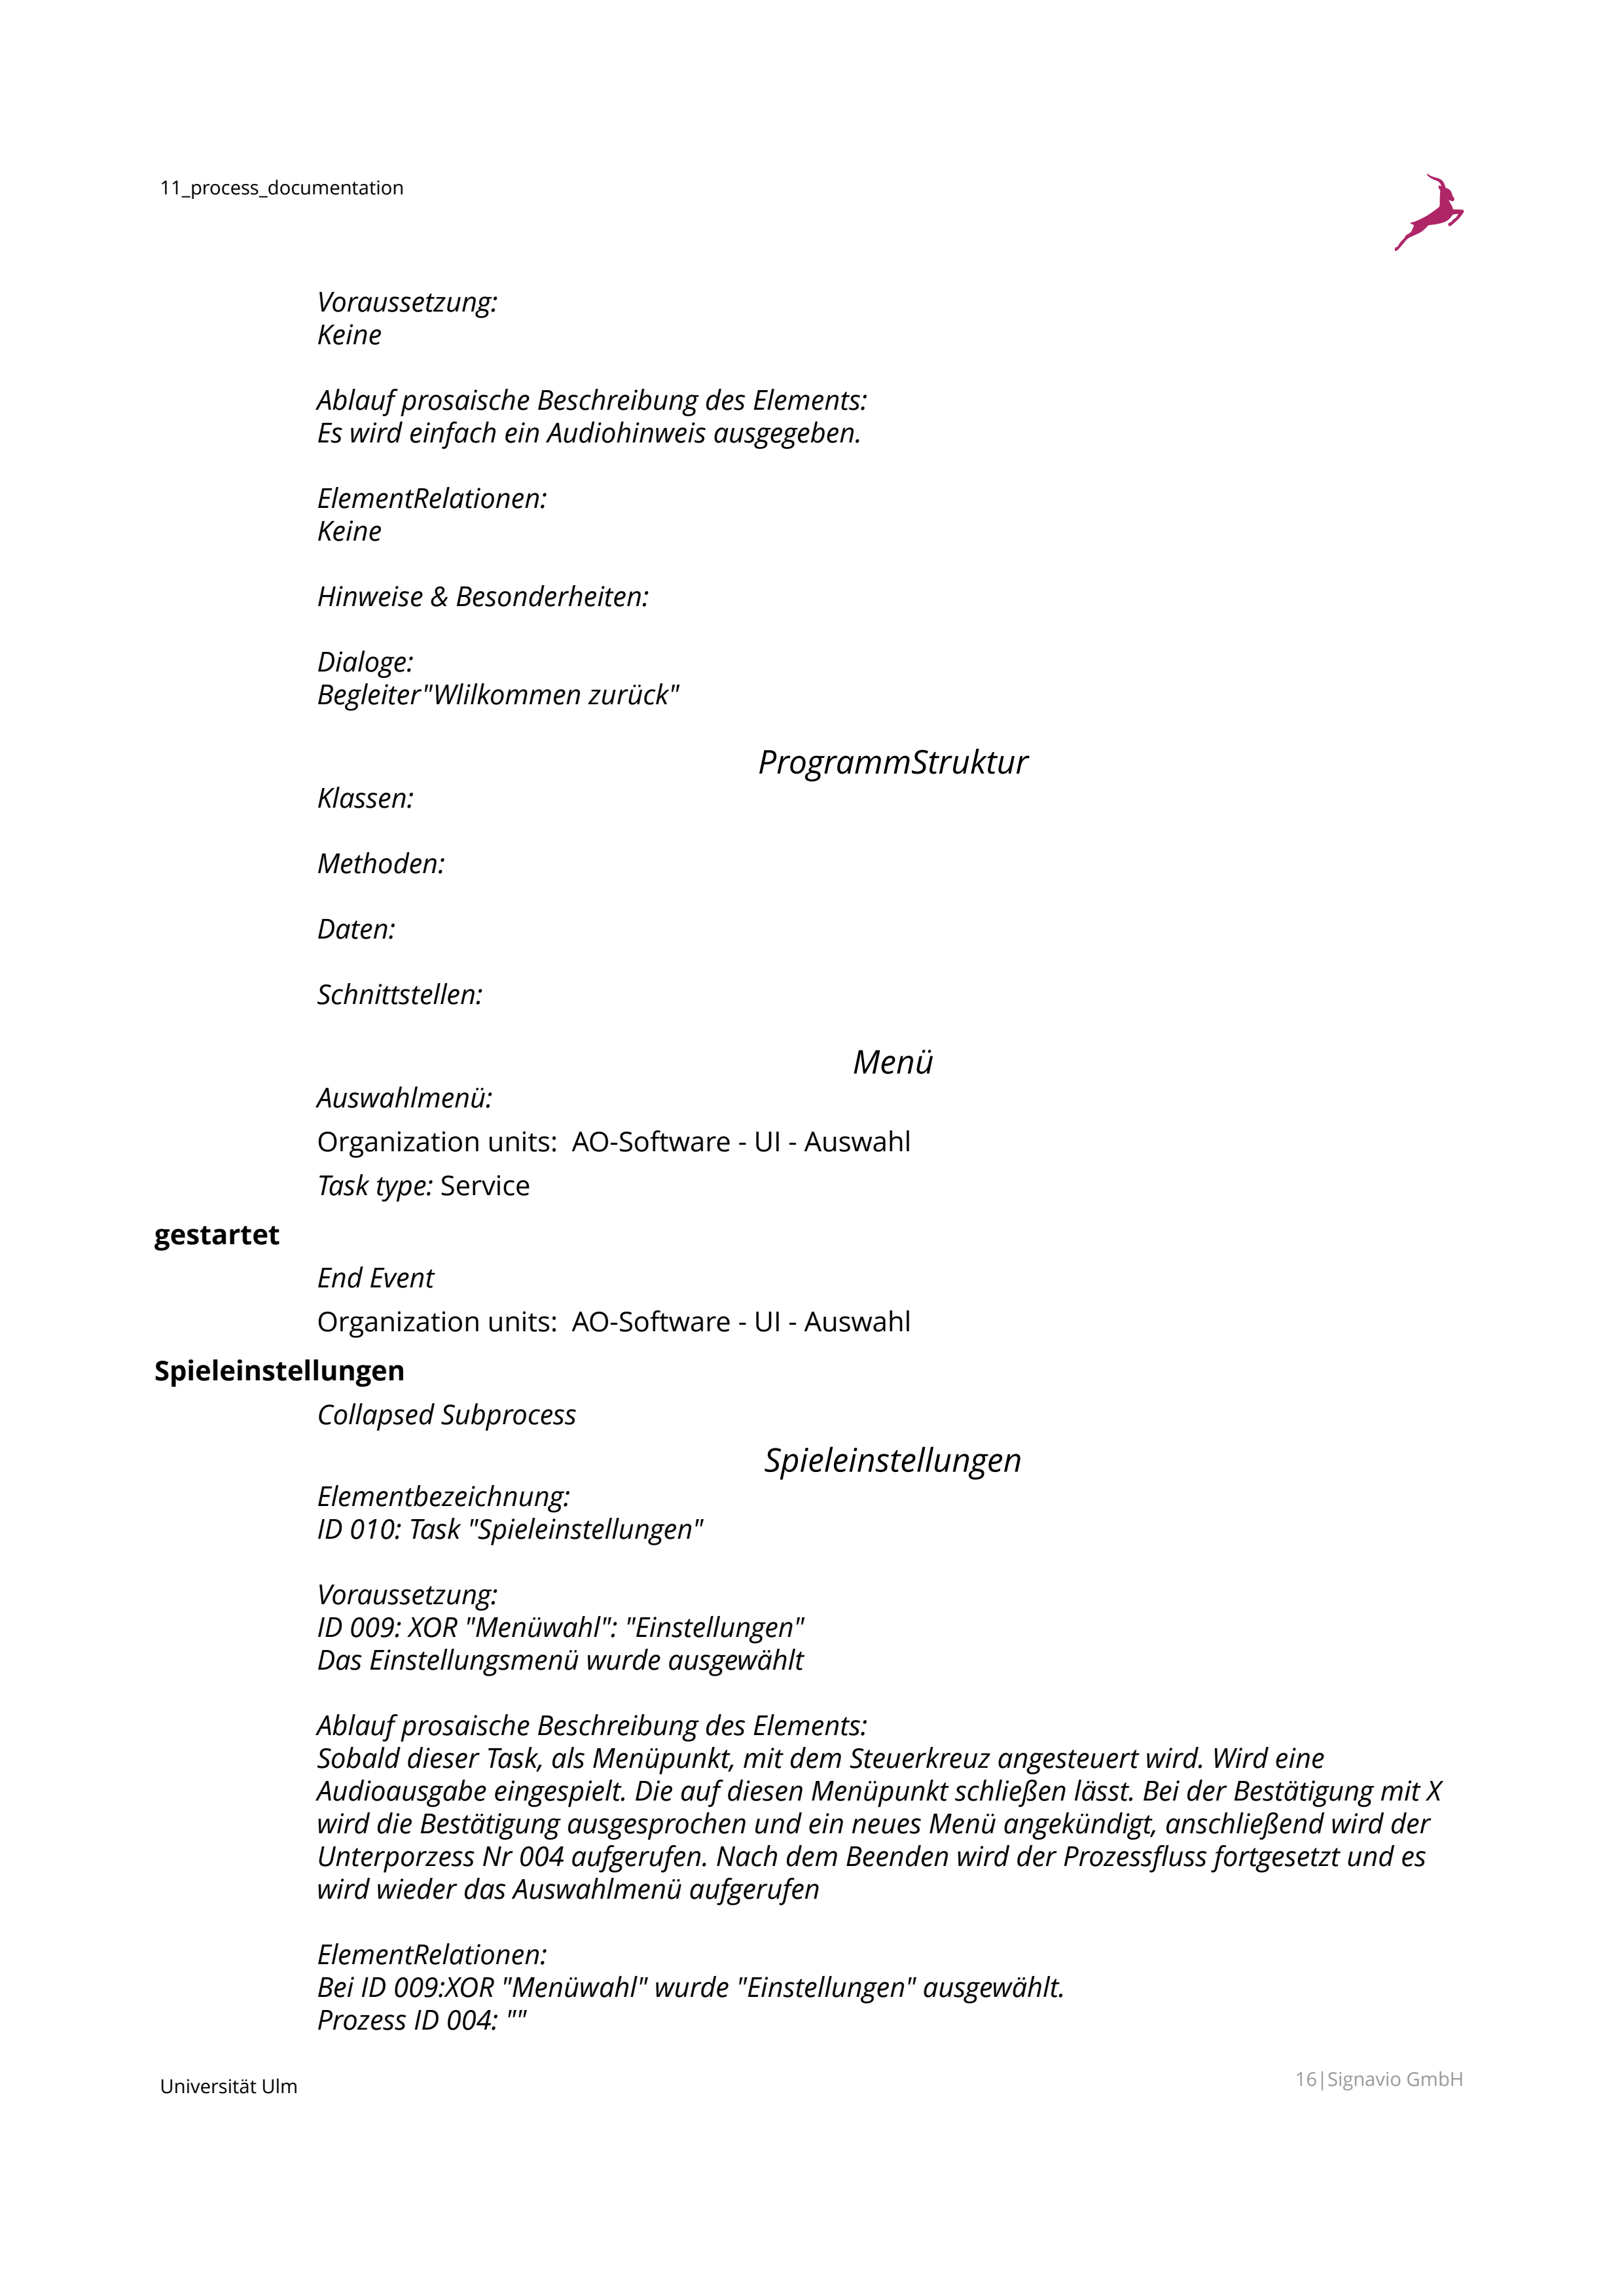 11_process_documentation
Voraussetzung:
Keine
Ablauf prosaische Beschreibung des Elements:
Es wird einfach ein Audiohinweis ausgegeben.
ElementRelationen:
Keine
Hinweise & Besonderheiten:
Dialoge:
Begleiter"Wlilkommen zurück"
ProgrammStruktur
Klassen:
Methoden:
Daten:
Schnittstellen:
Menü
Auswahlmenü:
Organization units:  AO-Software - UI - Auswahl
Task type: Service
gestartet
End Event
Organization units:  AO-Software - UI - Auswahl
Spieleinstellungen
Collapsed Subprocess
Spieleinstellungen
Elementbezeichnung:
ID 010: Task "Spieleinstellungen"
Voraussetzung:
ID 009: XOR "Menüwahl": "Einstellungen"
Das Einstellungsmenü wurde ausgewählt
Ablauf prosaische Beschreibung des Elements:
Sobald dieser Task, als Menüpunkt, mit dem Steuerkreuz angesteuert wird. Wird eine
Audioausgabe eingespielt. Die auf diesen Menüpunkt schließen lässt. Bei der Bestätigung mit X
wird die Bestätigung ausgesprochen und ein neues Menü angekündigt, anschließend wird der
Unterporzess Nr 004 aufgerufen. Nach dem Beenden wird der Prozessfluss fortgesetzt und es
wird wieder das Auswahlmenü aufgerufen
ElementRelationen:
Bei ID 009:XOR "Menüwahl" wurde "Einstellungen" ausgewählt.
Prozess ID 004: ""
Universität Ulm
16|Signavio GmbH